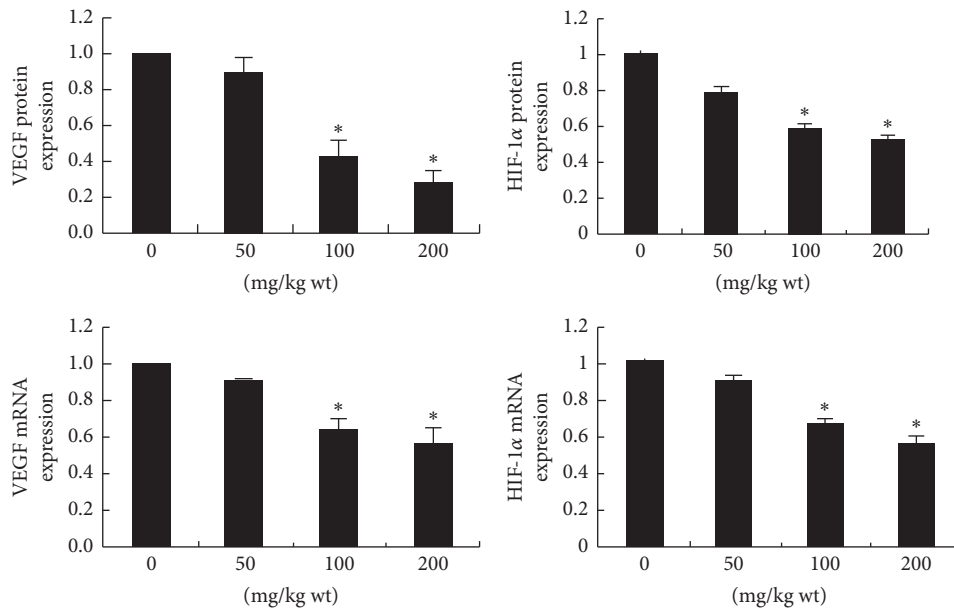 VEGF protein
expression
1.2
1.0
0.8
0.6
0.4
0.2
0.0
*
*
0 50 100 200
(mg/kg wt)
HIF-1α protein
expression
1.2
1
0.8
0.6
0.4
0.2
0
*
*
0 50 100 200
(mg/kg wt)
VEGF mRNA
expression
1.2
1.0
0.8
0.6
0.4
0.2
0.0
*
*
0 50 100 200
(mg/kg wt)
HIF-1α mRNA
expression
1.2
1
0.8
0.6
0.4
0.2
0
*
*
0 50 100 200
(mg/kg wt)